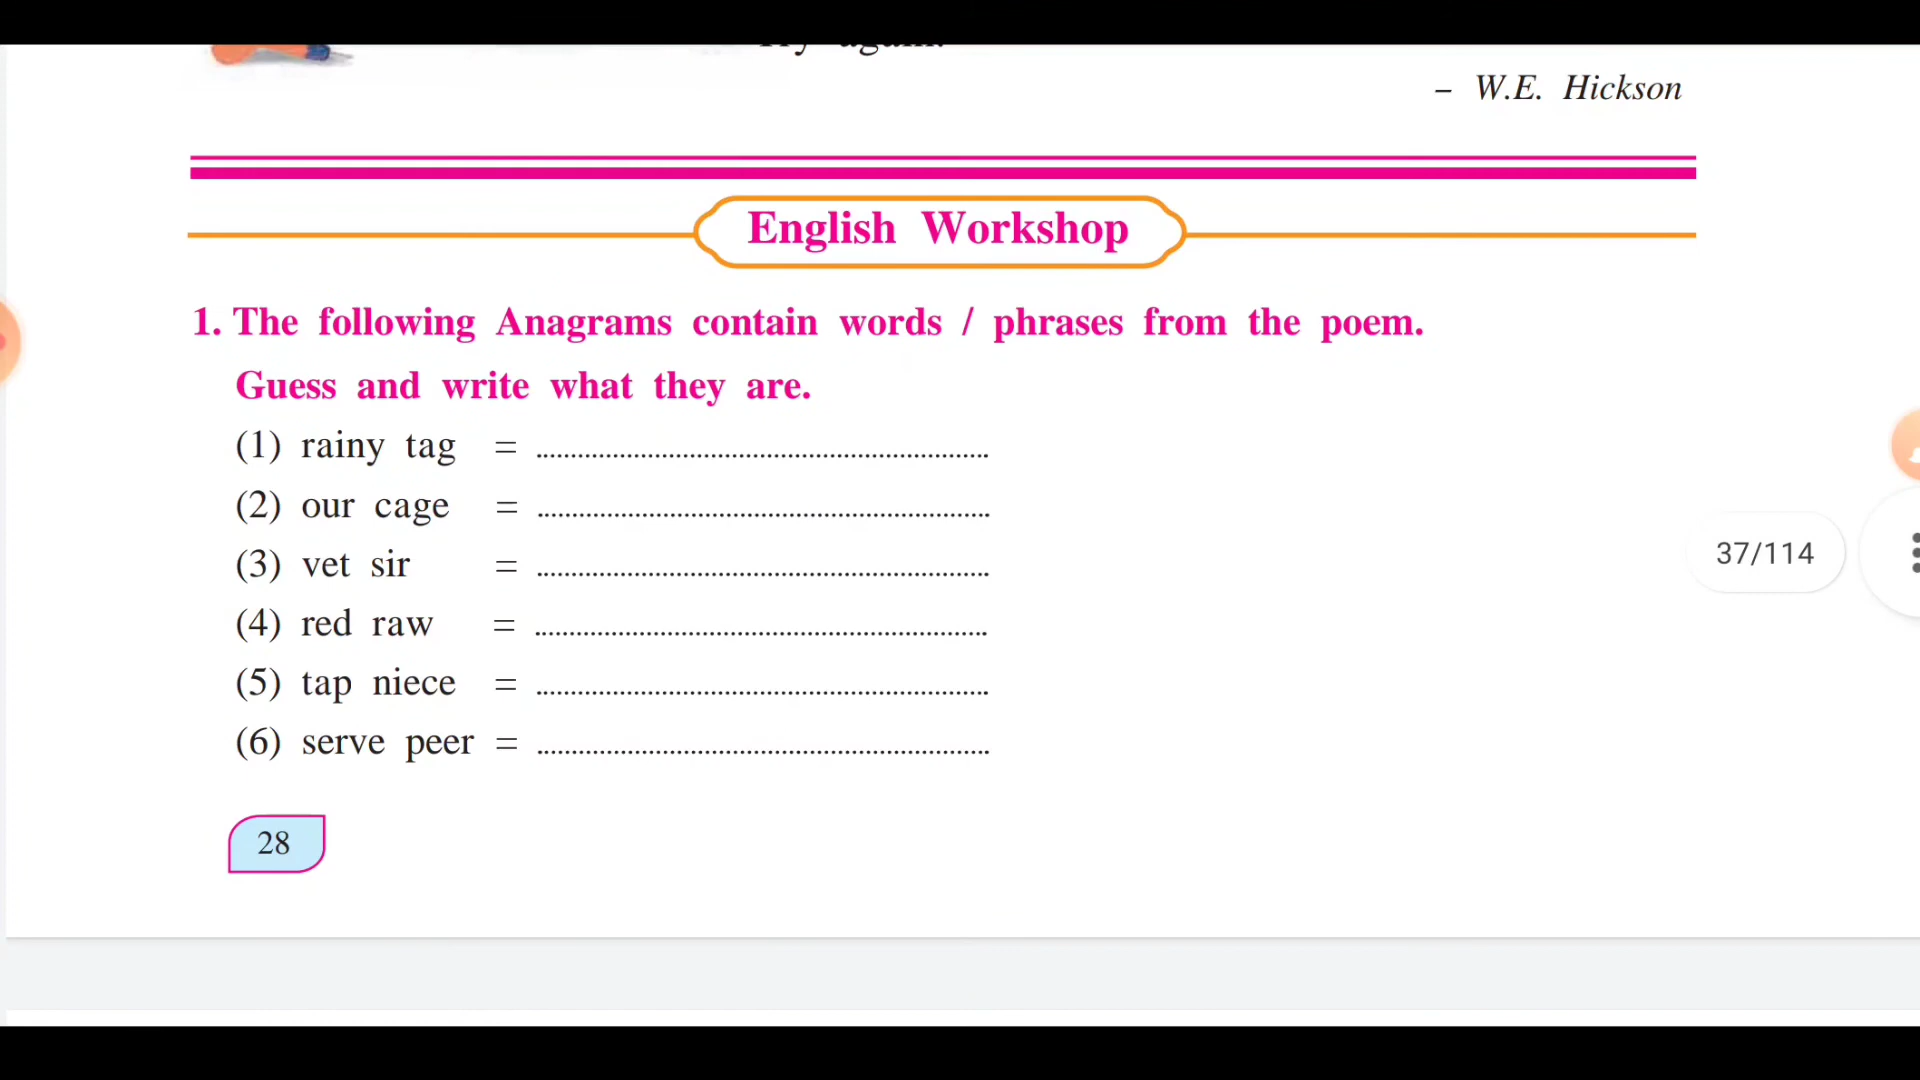 Try again.
– W.E. Hickson
English Workshop
1. The following Anagrams contain words / phrases from the poem.
Guess and write what they are.
(1) rainy tag = ................................................................
(2) our cage = ................................................................
(3) vet sir = ................................................................
(4) red raw = ................................................................
(5) tap niece = ................................................................
(6) serve peer = ................................................................
37/114
28